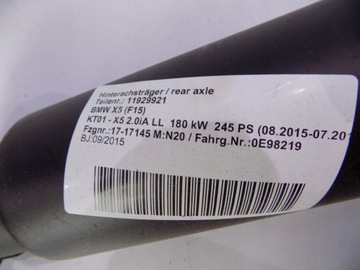 Hinterachsträger / rear axle
Teilenr.: 11929921
BMW X5 (F15)
KT01 - X5 2.0iA LL 180 kW 245 PS (08.2015-07.20
Fzgnr.:17-17145 M:N20 / Fahrg.Nr.:0E98219
BJ:09/2015